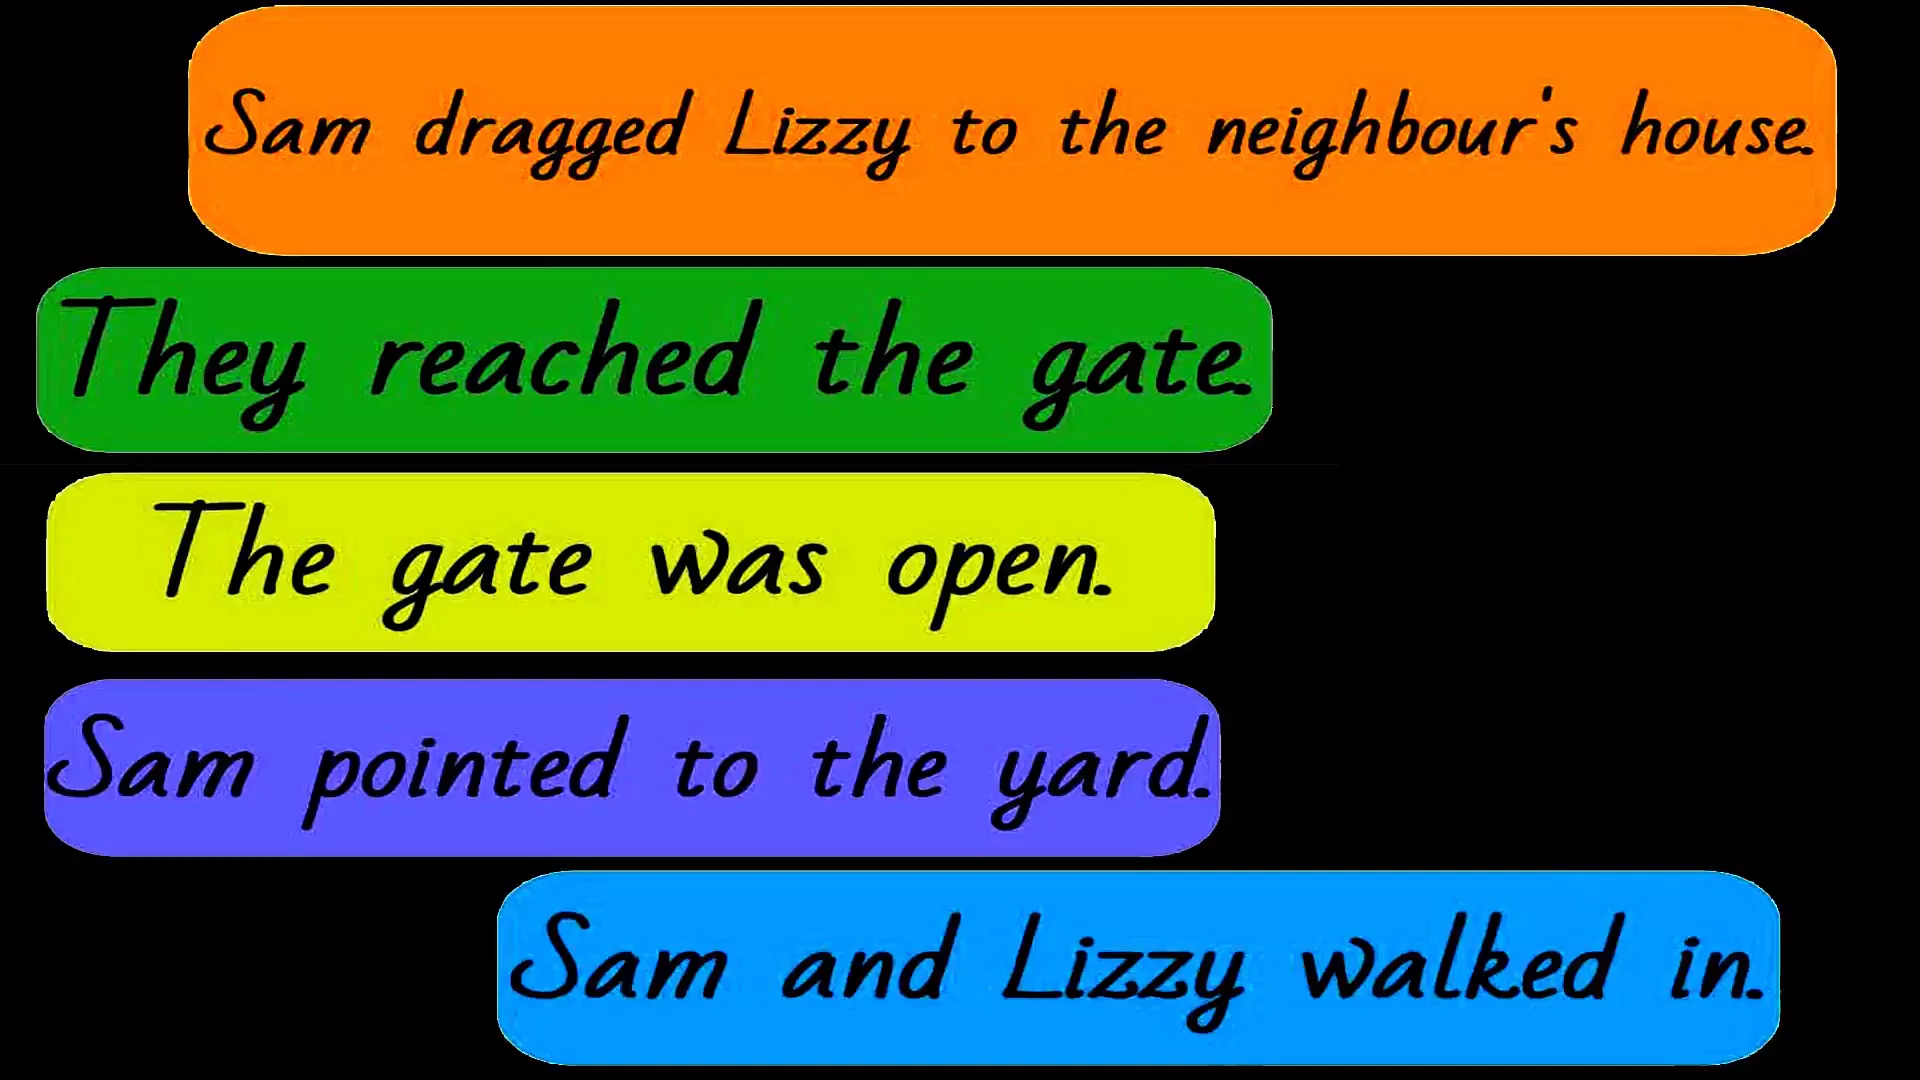 Sam dragged Lizzy to the neighbour's house.
They reached the gate.
The gate was open.
Sam pointed to the yard.
Sam and Lizzy walked in.